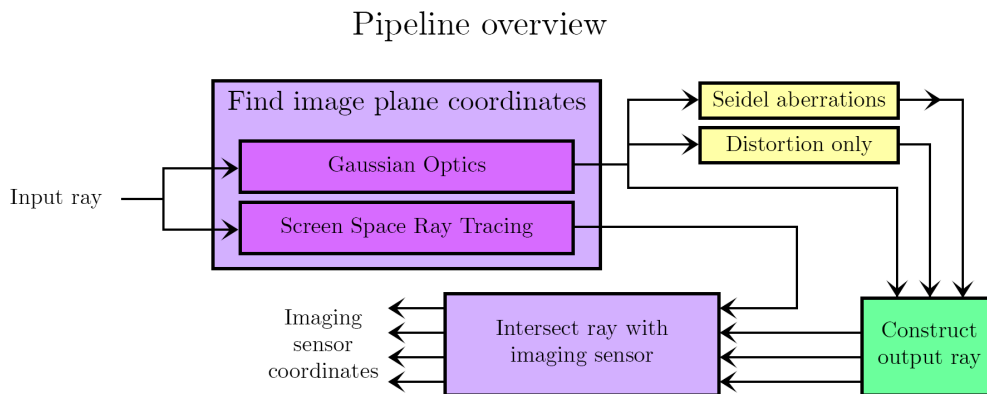 Pipeline overview
Find image plane coordinates
Seidel aberrations
Distortion only
Gaussian Optics
Input ray
Screen Space Ray Tracing
Imaging
sensor
coordinates
Intersect ray with
imaging sensor
Construct
output ray